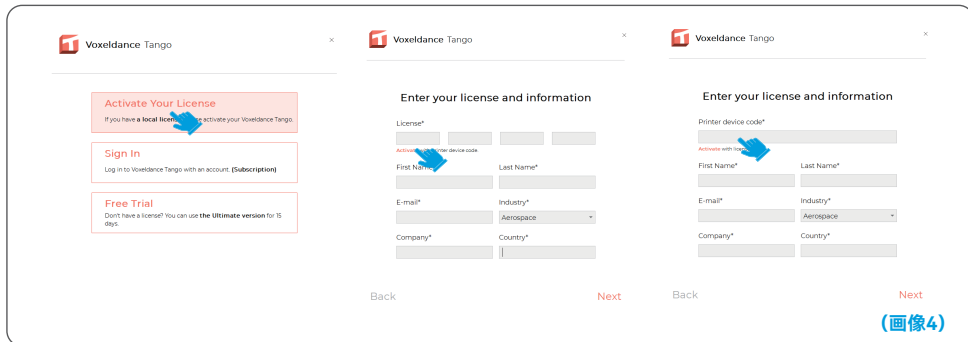 Voxeldance Tango
×
Activate Your License
If you have a local licen e activate your Voxeldance Tango.
Sign In
Log in to Voxeldance Tango with an account. (Subscription)
Free Trial
Don't have a license? You can use the Ultimate version for 15
days.
Voxeldance Tango
×
Enter your license and information
License*
Activa nter device code
First Name* Last Name*
E-mail* Industry*
Aerospace
Company* Country*
Back Next
Voxeldance Tango
×
Enter your license and information
Printer device code*
Activate with licen
First Name* Last Name*
E-mail* Industry*
Aerospace
Company* Country*
Back Next
(画像4)